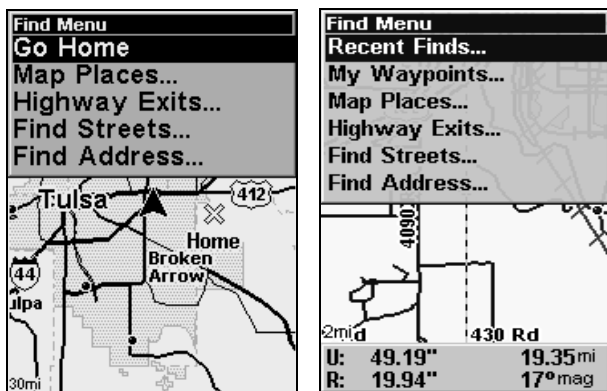 Find Menu
Go Home
Map Places...
Highway Exits...
Find Streets...
Find Address...
Tulsa
412
Home
Broken
Arrow
44
ulpa
30mi
Find Menu
Recent Finds...
My Waypoints...
Map Places...
Highway Exits...
Find Streets...
Find Address...
4090
2mi
d
430 Rd
U: 49.19" 19.35mi
R: 19.94" 17º mag